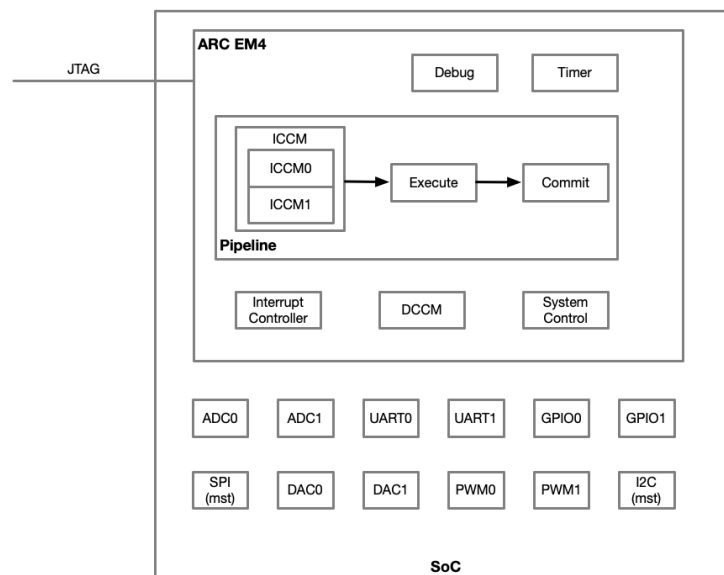 ARC EM4
JTAG
Debug
Timer
ICCM
ICCM0
ICCM1
Execute
Commit
Pipeline
Interrupt
Controller
DCCM
System
Control
ADC0
ADC1
UART0
UART1
GPIO0
GPIO1
SPI
(mst)
DAC0
DAC1
PWM0
PWM1
I2C
(mst)
SoC